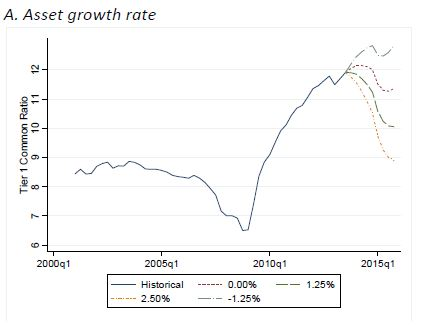 A. Asset growth rate
Tier 1 Common Ratio
12
11
10
9
8
7
6
2000q1 2005q1 2010q1 2015q1
Historical 0.00% 1.25%
2.50% -1.25%